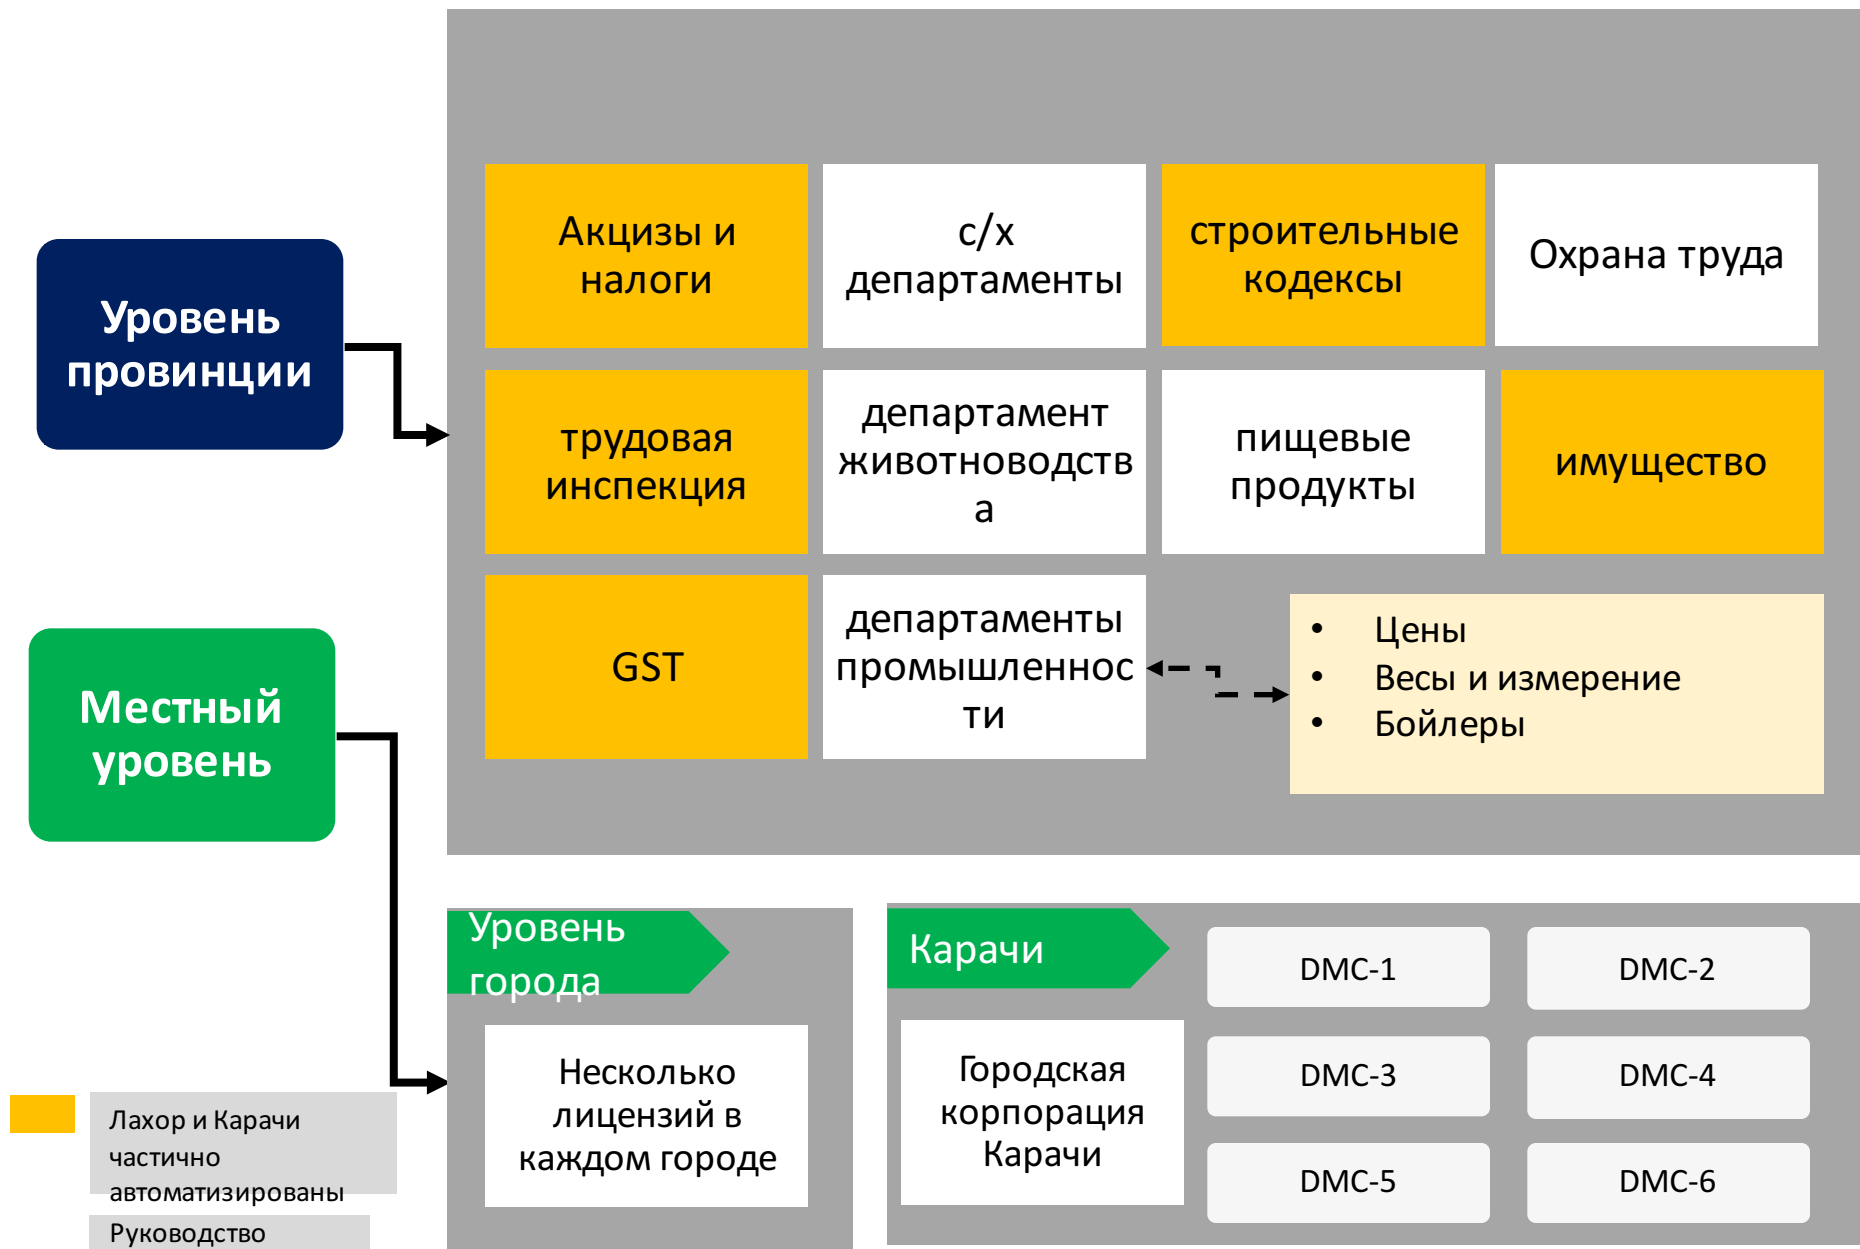 Уровень
провинции
Акцизы и
налоги
с/х
департаменты
строительные
кодексы
Охрана труда
трудовая
инспекция
департамент
животноводств
а
пищевые
продукты
имущество
GST
департаменты
промышленнос
ти
• Цены
• Весы и измерение
• Бойлеры
Местный
уровень
Уровень
города
Несколько
лицензий в
каждом городе
Карачи
Городская
корпорация
Карачи
DMC-1
DMC-2
DMC-3
DMC-4
DMC-5
DMC-6
Лахор и Карачи
частично
автоматизированы
Руководство